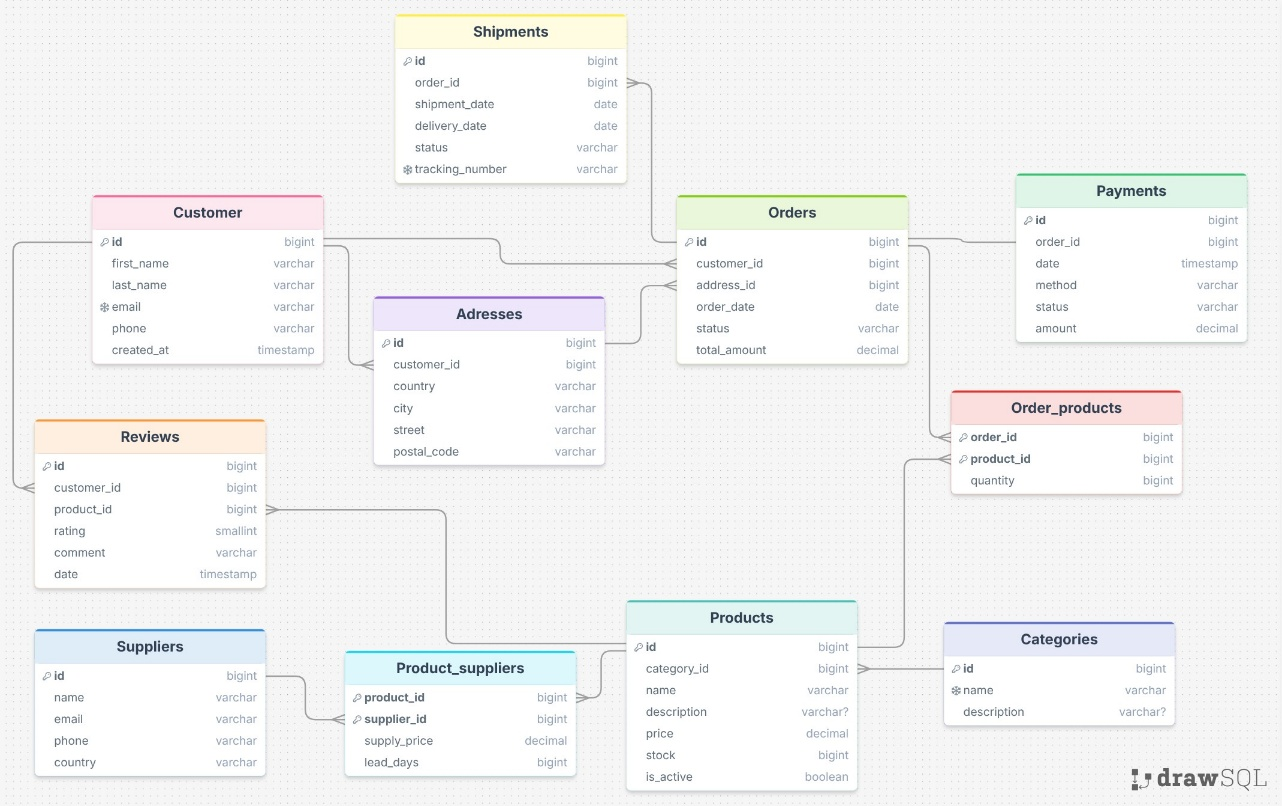 Shipments
id bigint
order_id bigint
shipment_date date
delivery_date date
status varchar
tracking_number varchar
Customer
id bigint
first_name varchar
last_name varchar
email varchar
phone varchar
created_at timestamp
Orders
id bigint
customer_id bigint
address_id bigint
order_date date
status varchar
total_amount decimal
Payments
id bigint
order_id bigint
date timestamp
method varchar
status varchar
amount decimal
Adresses
id bigint
customer_id bigint
country varchar
city varchar
street varchar
postal_code varchar
Order_products
order_id bigint
product_id bigint
quantity bigint
Reviews
id bigint
customer_id bigint
product_id bigint
rating smallint
comment varchar
date timestamp
Suppliers
id bigint
name varchar
email varchar
phone varchar
country varchar
Product_suppliers
product_id bigint
supplier_id bigint
supply_price decimal
lead_days bigint
Products
id bigint
category_id bigint
name varchar
description varchar?
price decimal
stock bigint
is_active boolean
Categories
id bigint
name varchar
description varchar?
drawSQL